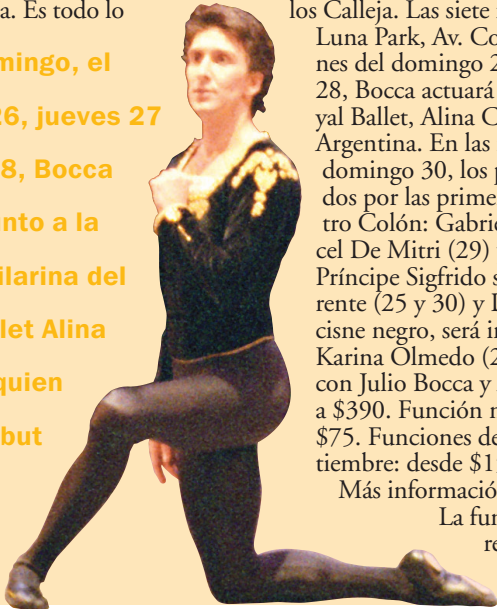 a. Es todo lo
mingo, el
26, jueves 27
8, Bocca
nto a la
ilarina del
let Alina
quien
but
los Calleja. Las siete
Luna Park, Av. Co
nes del domingo 2
28, Bocca actuará
yal Ballet, Alina C
Argentina. En las
domingo 30, los p
dos por las prime
tro Colón: Gabrie
cel De Mitri (29)
Príncipe Sigfrido s
rente (25 y 30) y
cisne negro, será i
Karina Olmedo (2
con Julio Bocca y
a $390. Función
$75. Funciones de
tiembre: desde $1
Más informació
La fun
re